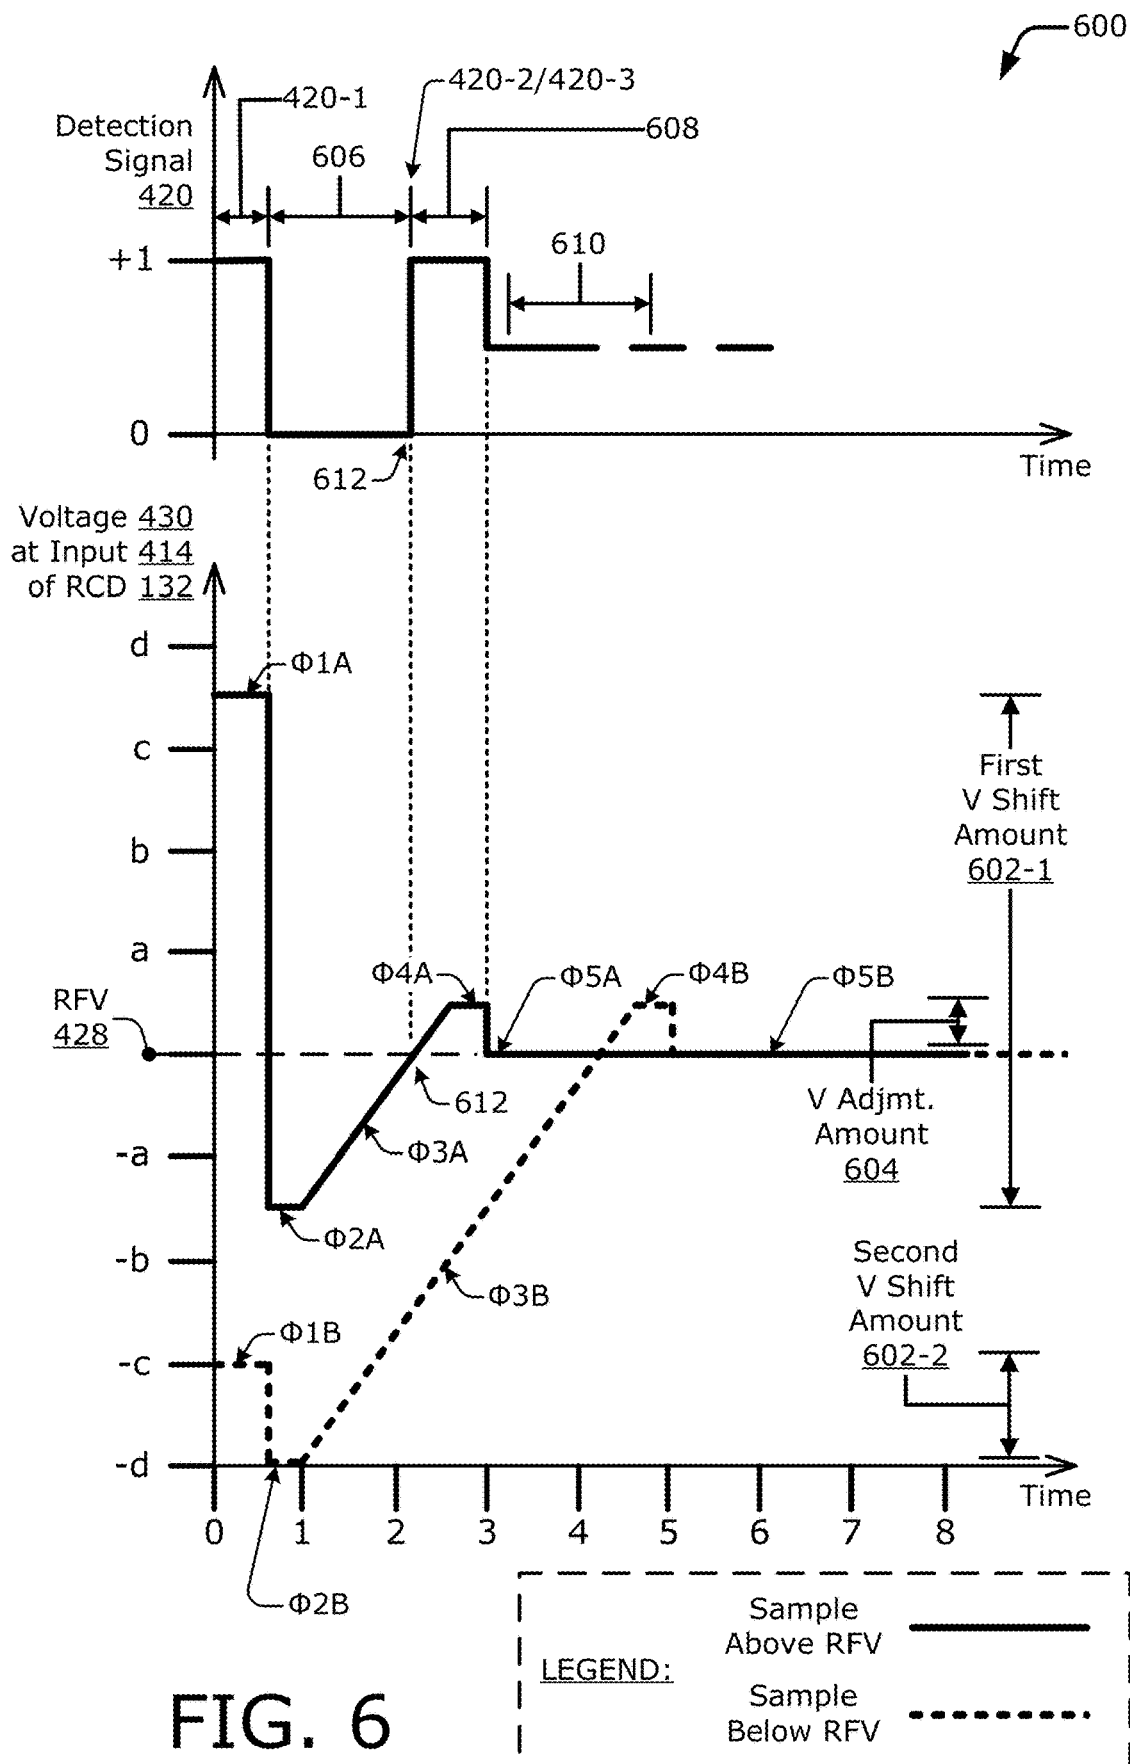 600
420-1
420-2/420-3
Detection
Signal
420
606
608
610
+1
0
612
Time
Voltage 430
at Input 414
of RCD 132
d
Φ1A
c
First
V Shift
Amount
602-1
b
a
Φ4A
Φ5A
Φ4B
Φ5B
RFV
428
612
V Adjmt.
Amount
604
-a
Φ3A
Φ2A
-b
Second
V Shift
Amount
602-2
Φ3B
Φ1B
-c
-d
Time
0 1 2 3 4 5 6 7 8
Φ2B
LEGEND:
Sample
Above RFV
Sample
Below RFV
FIG. 6